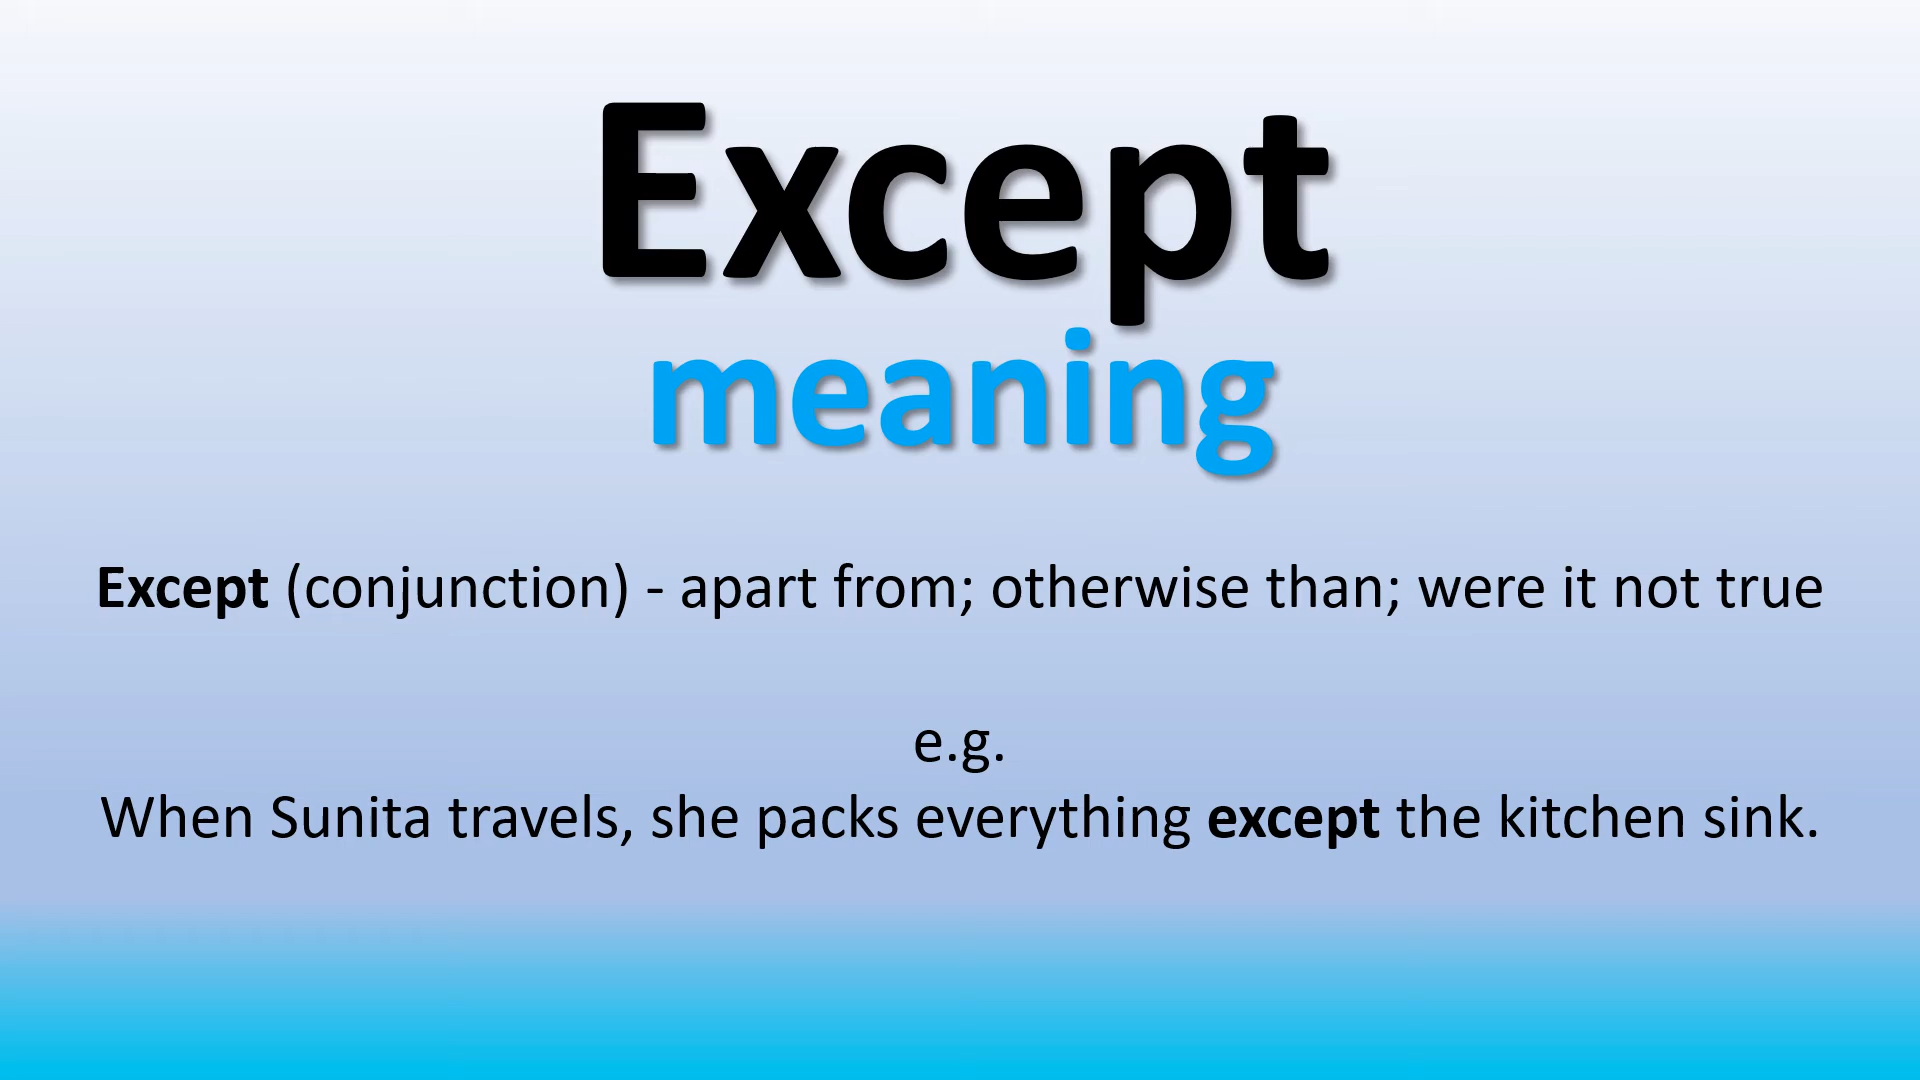 Except
meaning
Except (conjunction) - apart from; otherwise than; were it not true
e.g.
When Sunita travels, she packs everything except the kitchen sink.